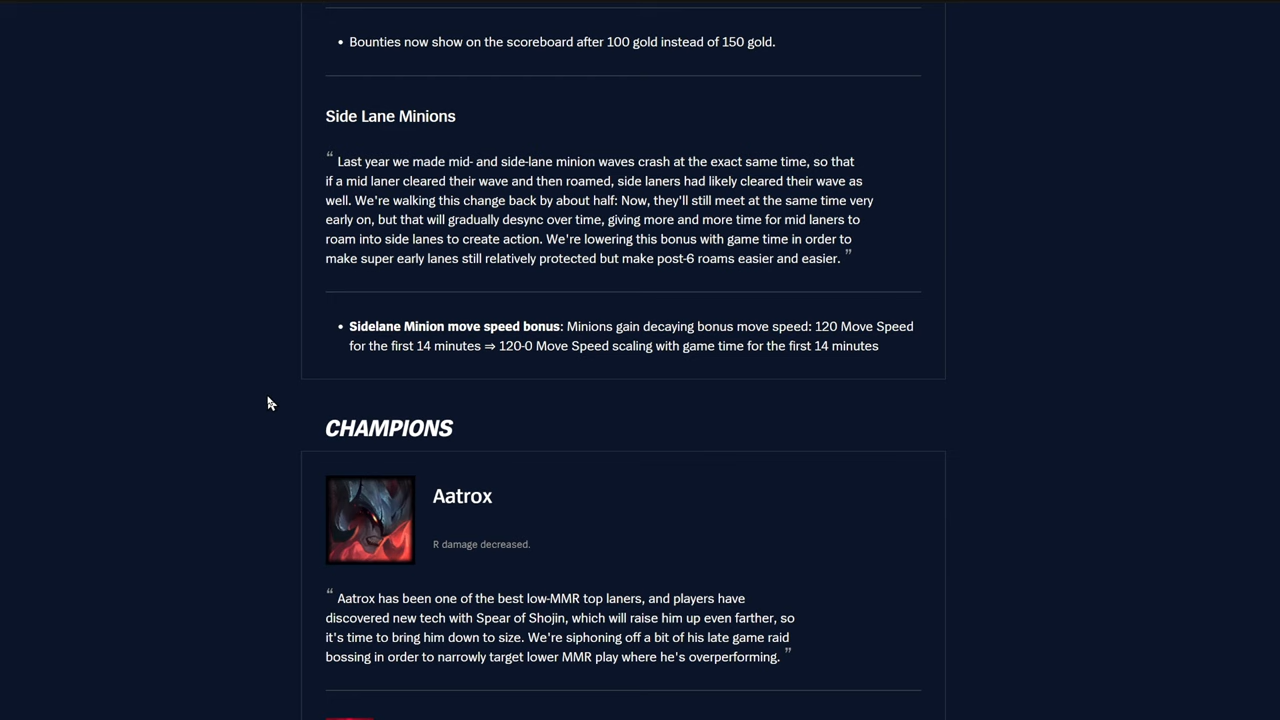 • Bounties now show on the scoreboard after 100 gold instead of 150 gold.
Side Lane Minions
“ Last year we made mid- and side-lane minion waves crash at the exact same time, so that
if a mid laner cleared their wave and then roamed, side laners had likely cleared their wave as
well. We're walking this change back by about half: Now, they'll still meet at the same time very
early on, but that will gradually desync over time, giving more and more time for mid laners to
roam into side lanes to create action. We're lowering this bonus with game time in order to
make super early lanes still relatively protected but make post-6 roams easier and easier. ”
• Sidelane Minion move speed bonus: Minions gain decaying bonus move speed: 120 Move Speed
for the first 14 minutes ⇒ 120-0 Move Speed scaling with game time for the first 14 minutes
CHAMPIONS
Aatrox
R damage decreased.
“ Aatrox has been one of the best low-MMR top laners, and players have
discovered new tech with Spear of Shojin, which will raise him up even farther, so
it's time to bring him down to size. We're siphoning off a bit of his late game raid
bossing in order to narrowly target lower MMR play where he's overperforming. ”